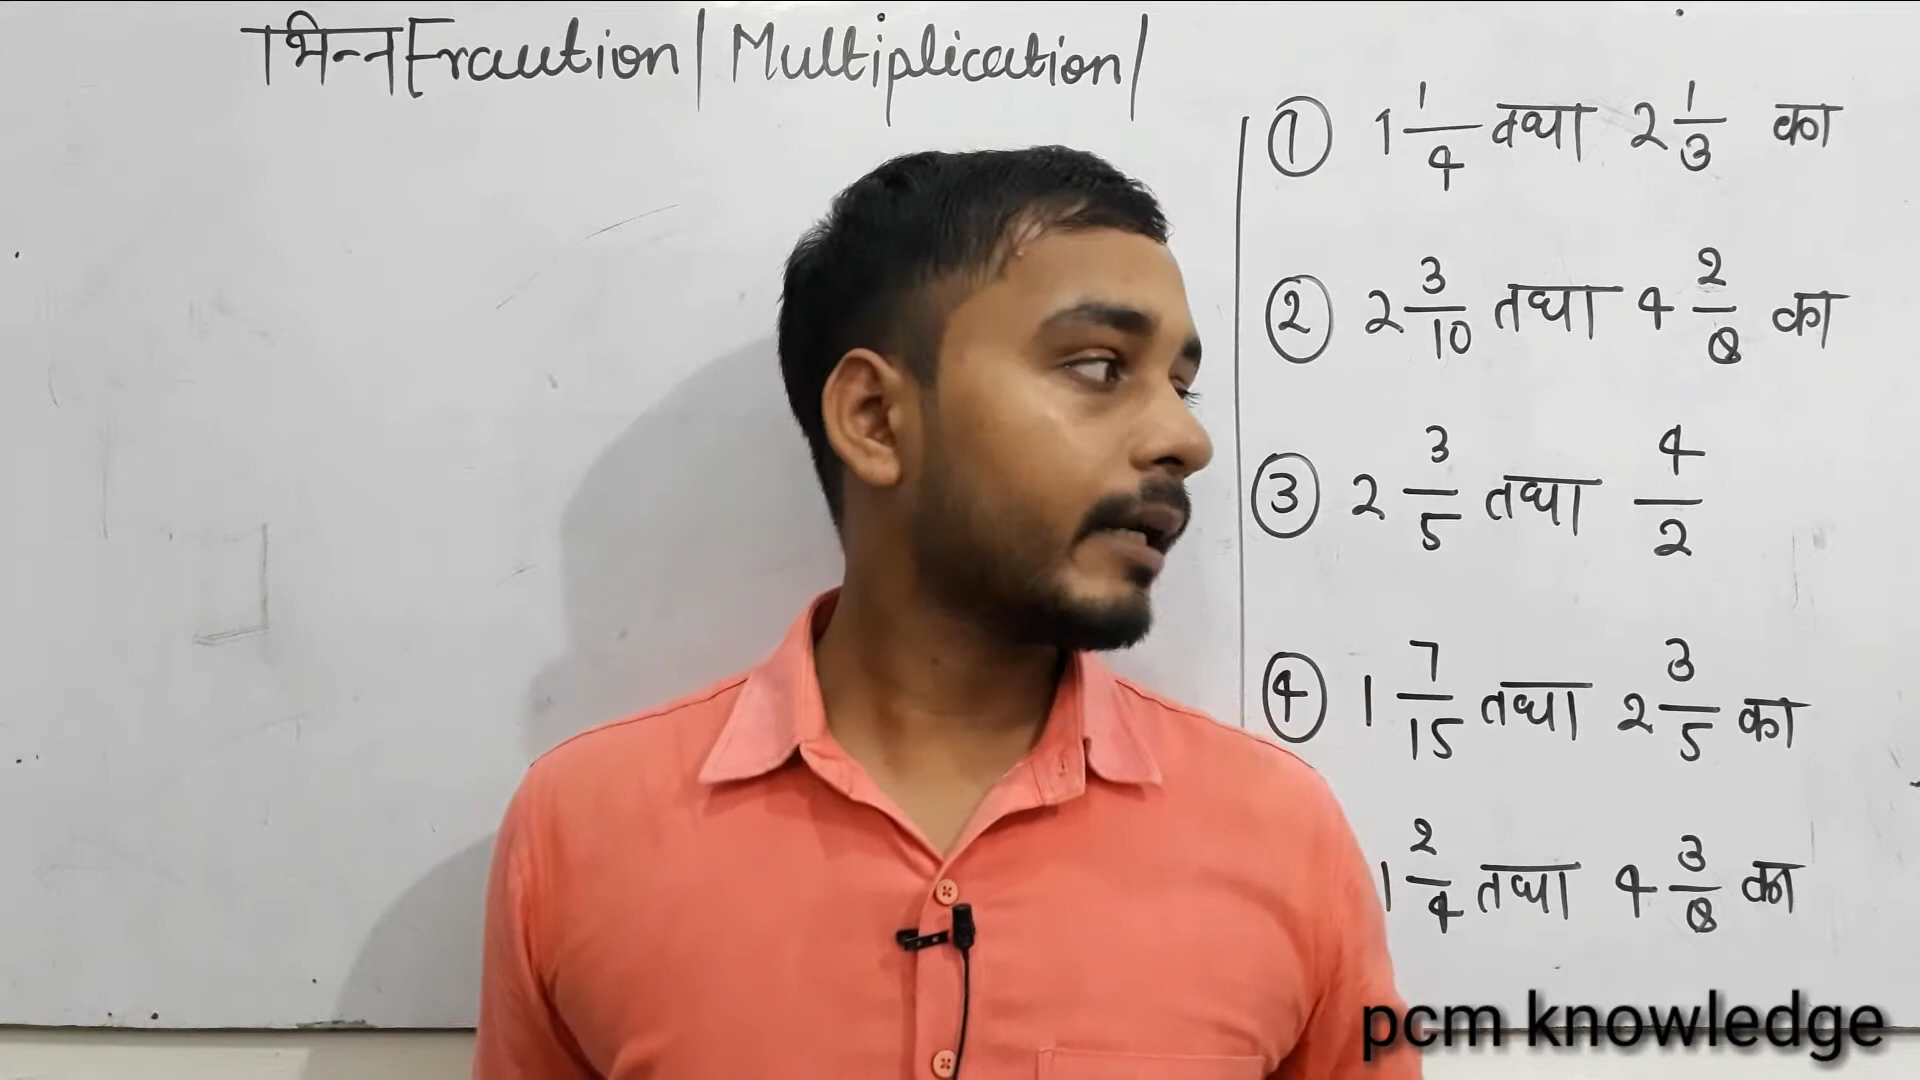 भिन्न Fraction / Multiplication /
① 1 1/4 तथा 2 1/3 का
② 2 3/10 तथा 4 2/8 का
③ 2 3/5 तथा 4/2
④ 1 7/15 तथा 2 3/5 का
1 2/4 तथा 4 3/8 का
pcm knowledge